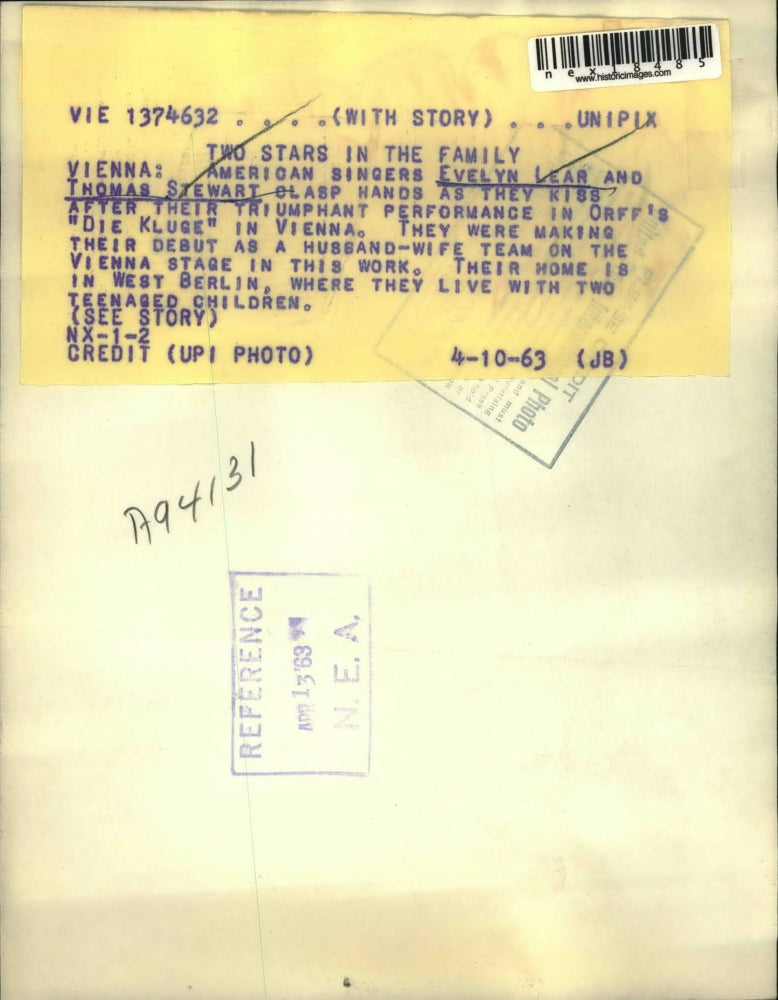 nex18485
www.historicimages.com
VIE 1374632 . . . .(WITH STORY) . . .UNIPIX
TWO STARS IN THE FAMILY
VIENNA: AMERICAN SINGERS EVELYN LEAR AND
THOMAS STEWART CLASP HANDS AS THEY KISS
AFTER THEIR TRIUMPHANT PERFORMANCE IN ORFF'S
"DIE KLUGE" IN VIENNA. THEY WERE MAKING
THEIR DEBUT AS A HUSBAND-WIFE TEAM ON THE
VIENNA STAGE IN THIS WORK. THEIR HOME IS
IN WEST BERLIN, WHERE THEY LIVE WITH TWO
TEENAGED CHILDREN.
(SEE STORY)
NX-1-2
CREDIT (UPI PHOTO) 4-10-63 (JB)
PLEASE CREDIT
Photo
and must
A94131
REFERENCE
APR 13'63
N. E. A.